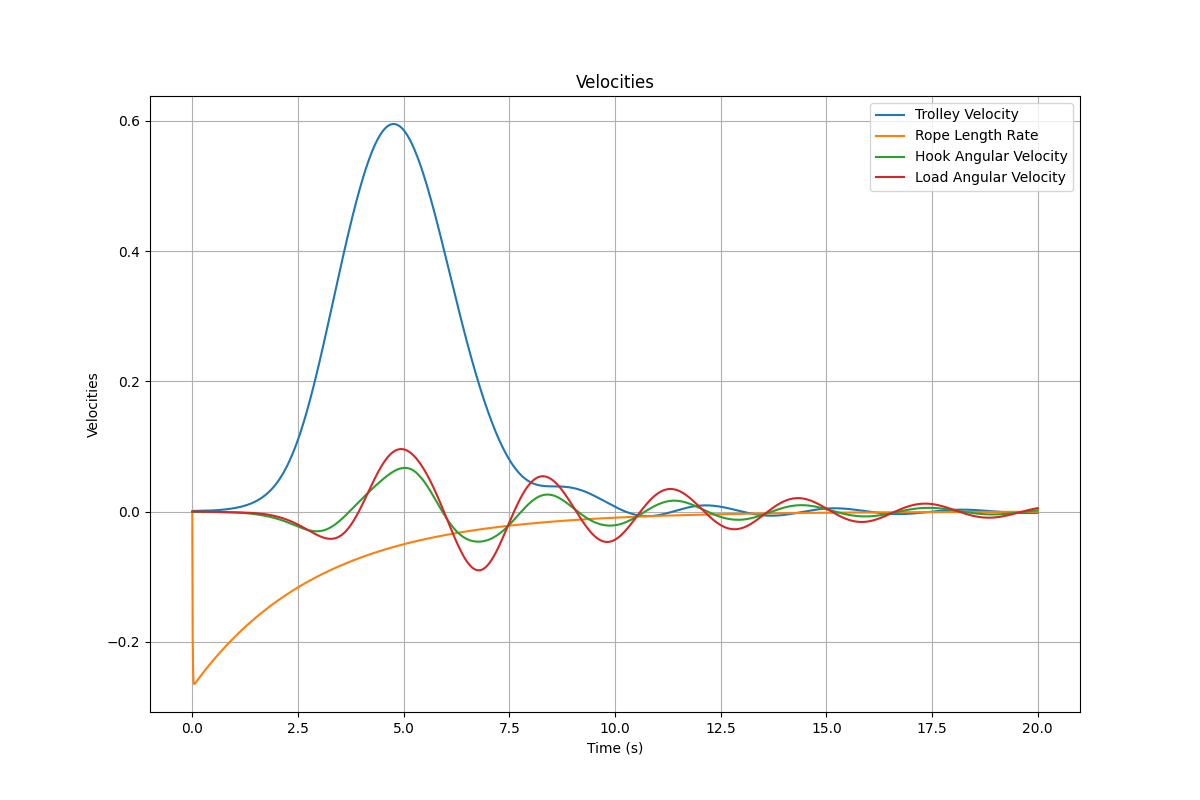 Velocities
Trolley Velocity
Rope Length Rate
Hook Angular Velocity
Load Angular Velocity
0.6
0.4
0.2
0.0
−0.2
Velocities
0.0 2.5 5.0 7.5 10.0 12.5 15.0 17.5 20.0
Time (s)